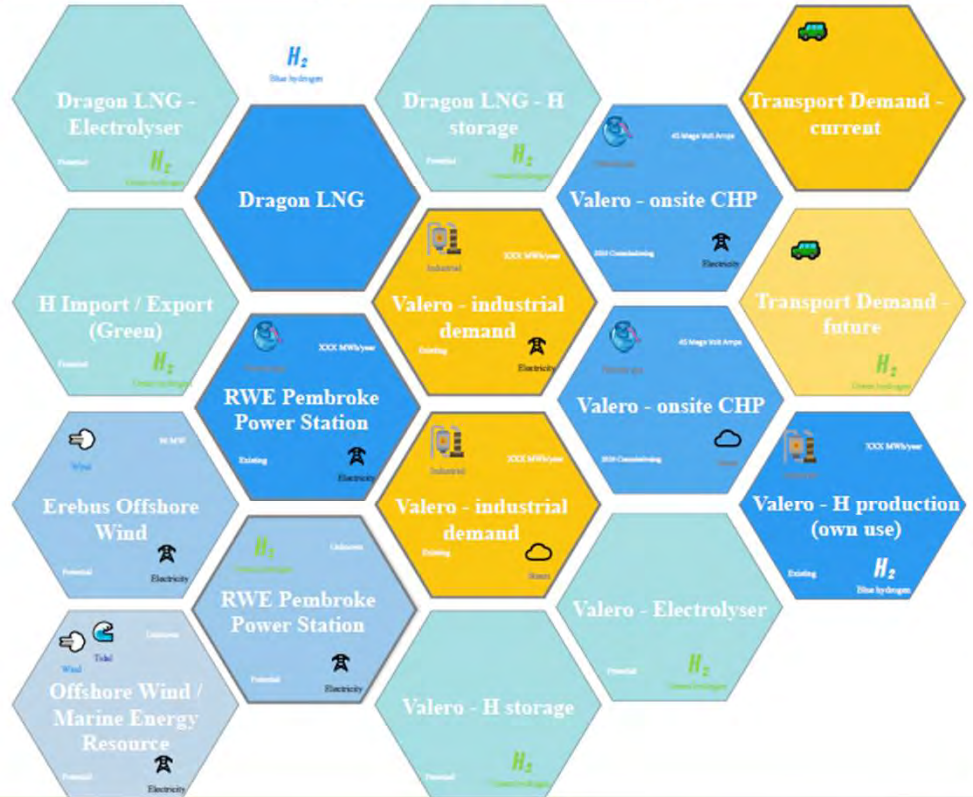 Dragon LNG -
Electrolyser
Potential
H2
Green hydrogen
H2
Blue hydrogen
Dragon LNG - H
storage
Potential
H2
Green hydrogen
Transport Demand -
current
Dragon LNG
45 Mega Volt Amps
Valero - onsite CHP
Commissioning
Electricity
H Import / Export
(Green)
Potential
H2
Green hydrogen
Industrial
XXX MWh/year
Valero - industrial
demand
Existing
Electricity
Transport Demand -
future
H2
Green hydrogen
XXX MWh/year
RWE Pembroke
Power Station
Existing
Electricity
45 Mega Volt Amps
Valero - onsite CHP
Commissioning
Steam
Wind
MW
Erebus Offshore
Wind
Potential
Electricity
Industrial
XXX MWh/year
Valero - industrial
demand
Existing
Steam
XXX MWh/year
Valero - H production
(own use)
Existing
H2
Blue hydrogen
H2
Green hydrogen
Unknown
RWE Pembroke
Power Station
Potential
Electricity
Valero - Electrolyser
Potential
H2
Green hydrogen
Wind
Tidal
Unknown
Offshore Wind /
Marine Energy
Resource
Potential
Electricity
Valero - H storage
Potential
H2
Green hydrogen